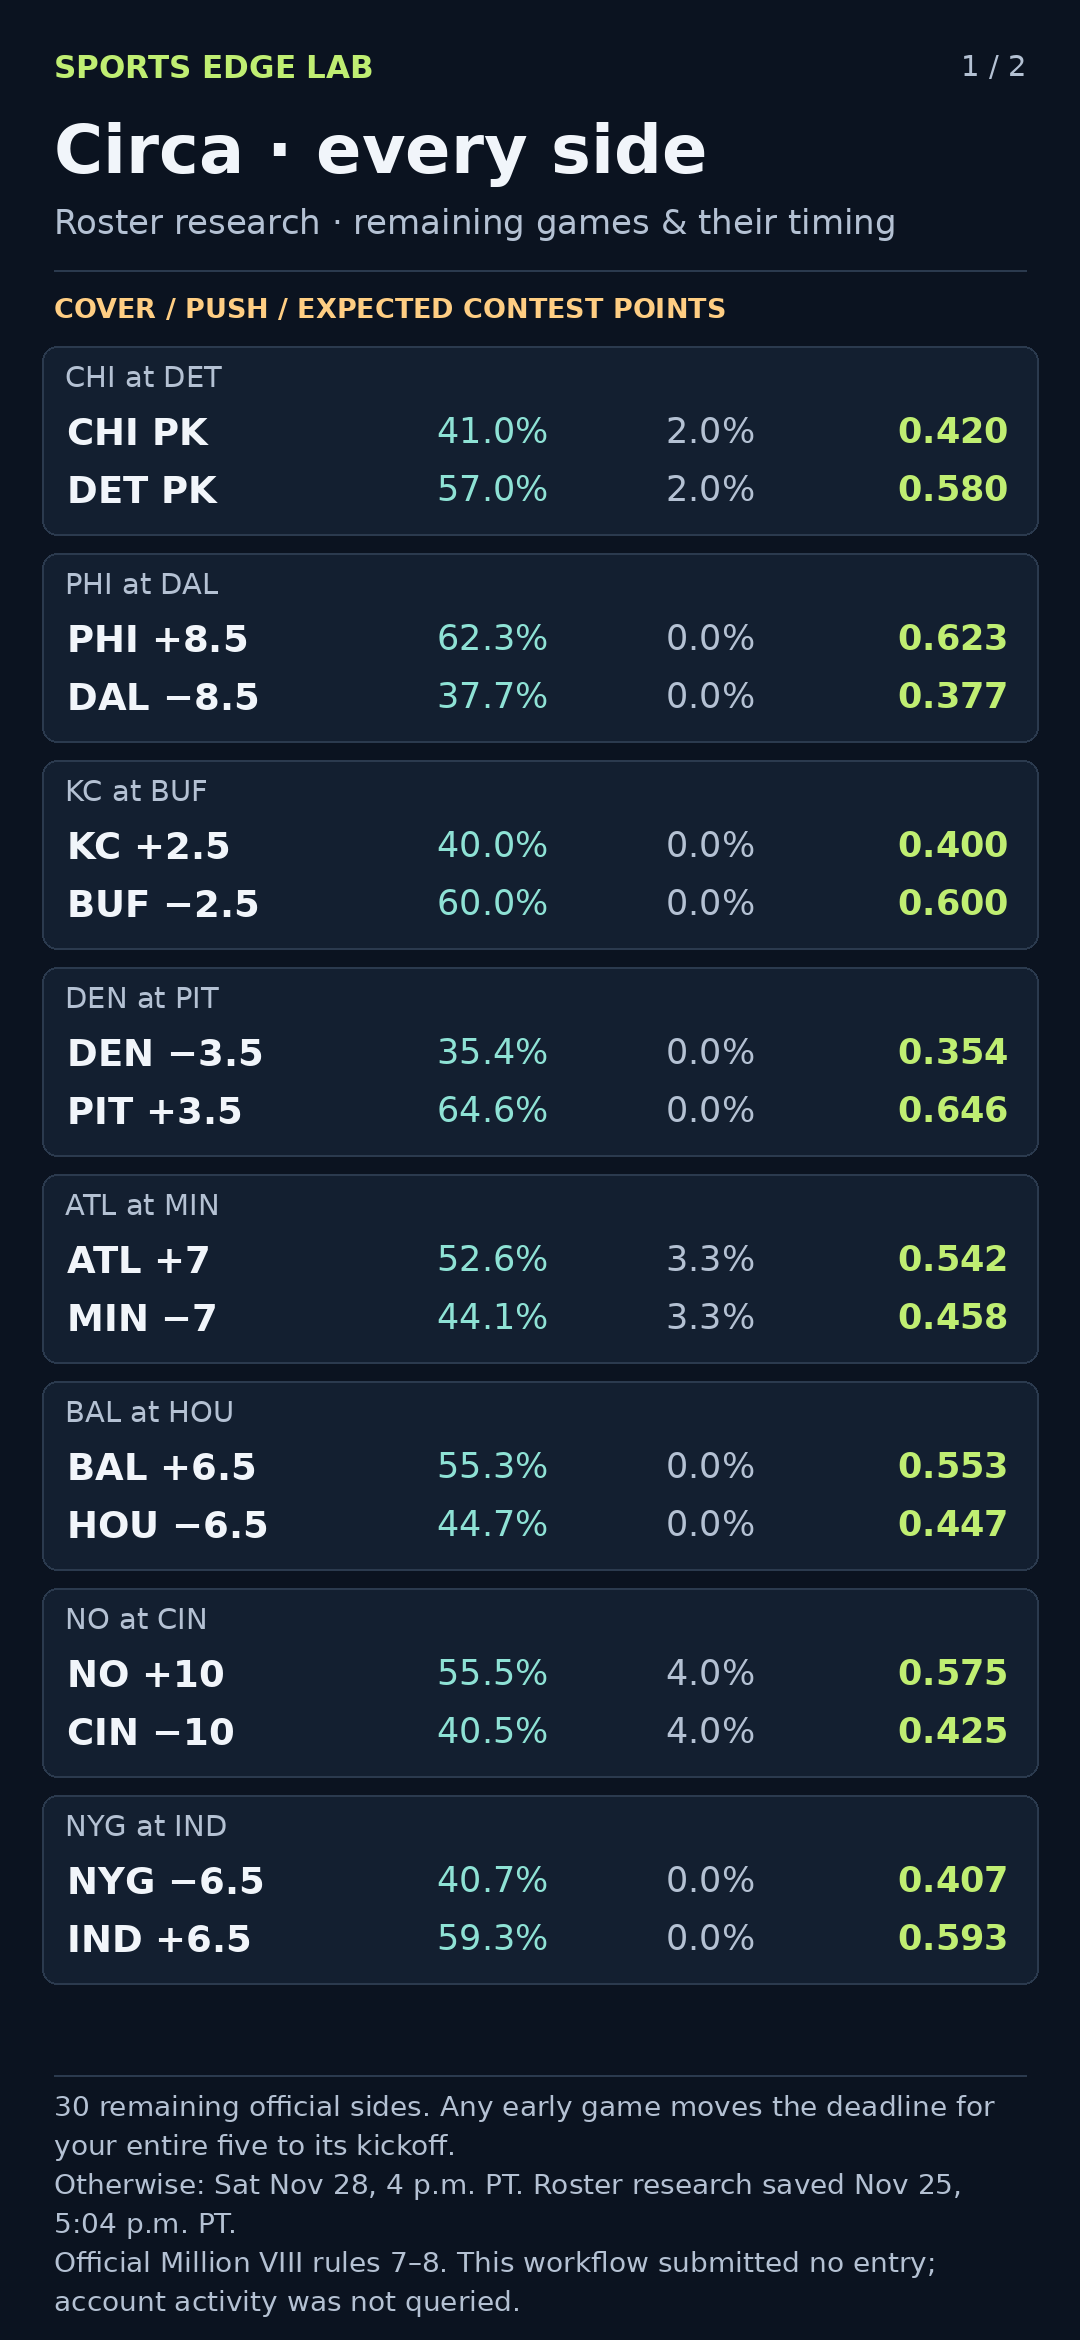 SPORTS EDGE LAB 1 / 2
Circa · every side
Roster research · remaining games & their timing
COVER / PUSH / EXPECTED CONTEST POINTS
CHI at DET
CHI PK 41.0% 2.0% 0.420
DET PK 57.0% 2.0% 0.580
PHI at DAL
PHI +8.5 62.3% 0.0% 0.623
DAL −8.5 37.7% 0.0% 0.377
KC at BUF
KC +2.5 40.0% 0.0% 0.400
BUF −2.5 60.0% 0.0% 0.600
DEN at PIT
DEN −3.5 35.4% 0.0% 0.354
PIT +3.5 64.6% 0.0% 0.646
ATL at MIN
ATL +7 52.6% 3.3% 0.542
MIN −7 44.1% 3.3% 0.458
BAL at HOU
BAL +6.5 55.3% 0.0% 0.553
HOU −6.5 44.7% 0.0% 0.447
NO at CIN
NO +10 55.5% 4.0% 0.575
CIN −10 40.5% 4.0% 0.425
NYG at IND
NYG −6.5 40.7% 0.0% 0.407
IND +6.5 59.3% 0.0% 0.593
30 remaining official sides. Any early game moves the deadline for
your entire five to its kickoff.
Otherwise: Sat Nov 28, 4 p.m. PT. Roster research saved Nov 25,
5:04 p.m. PT.
Official Million VIII rules 7–8. This workflow submitted no entry;
account activity was not queried.